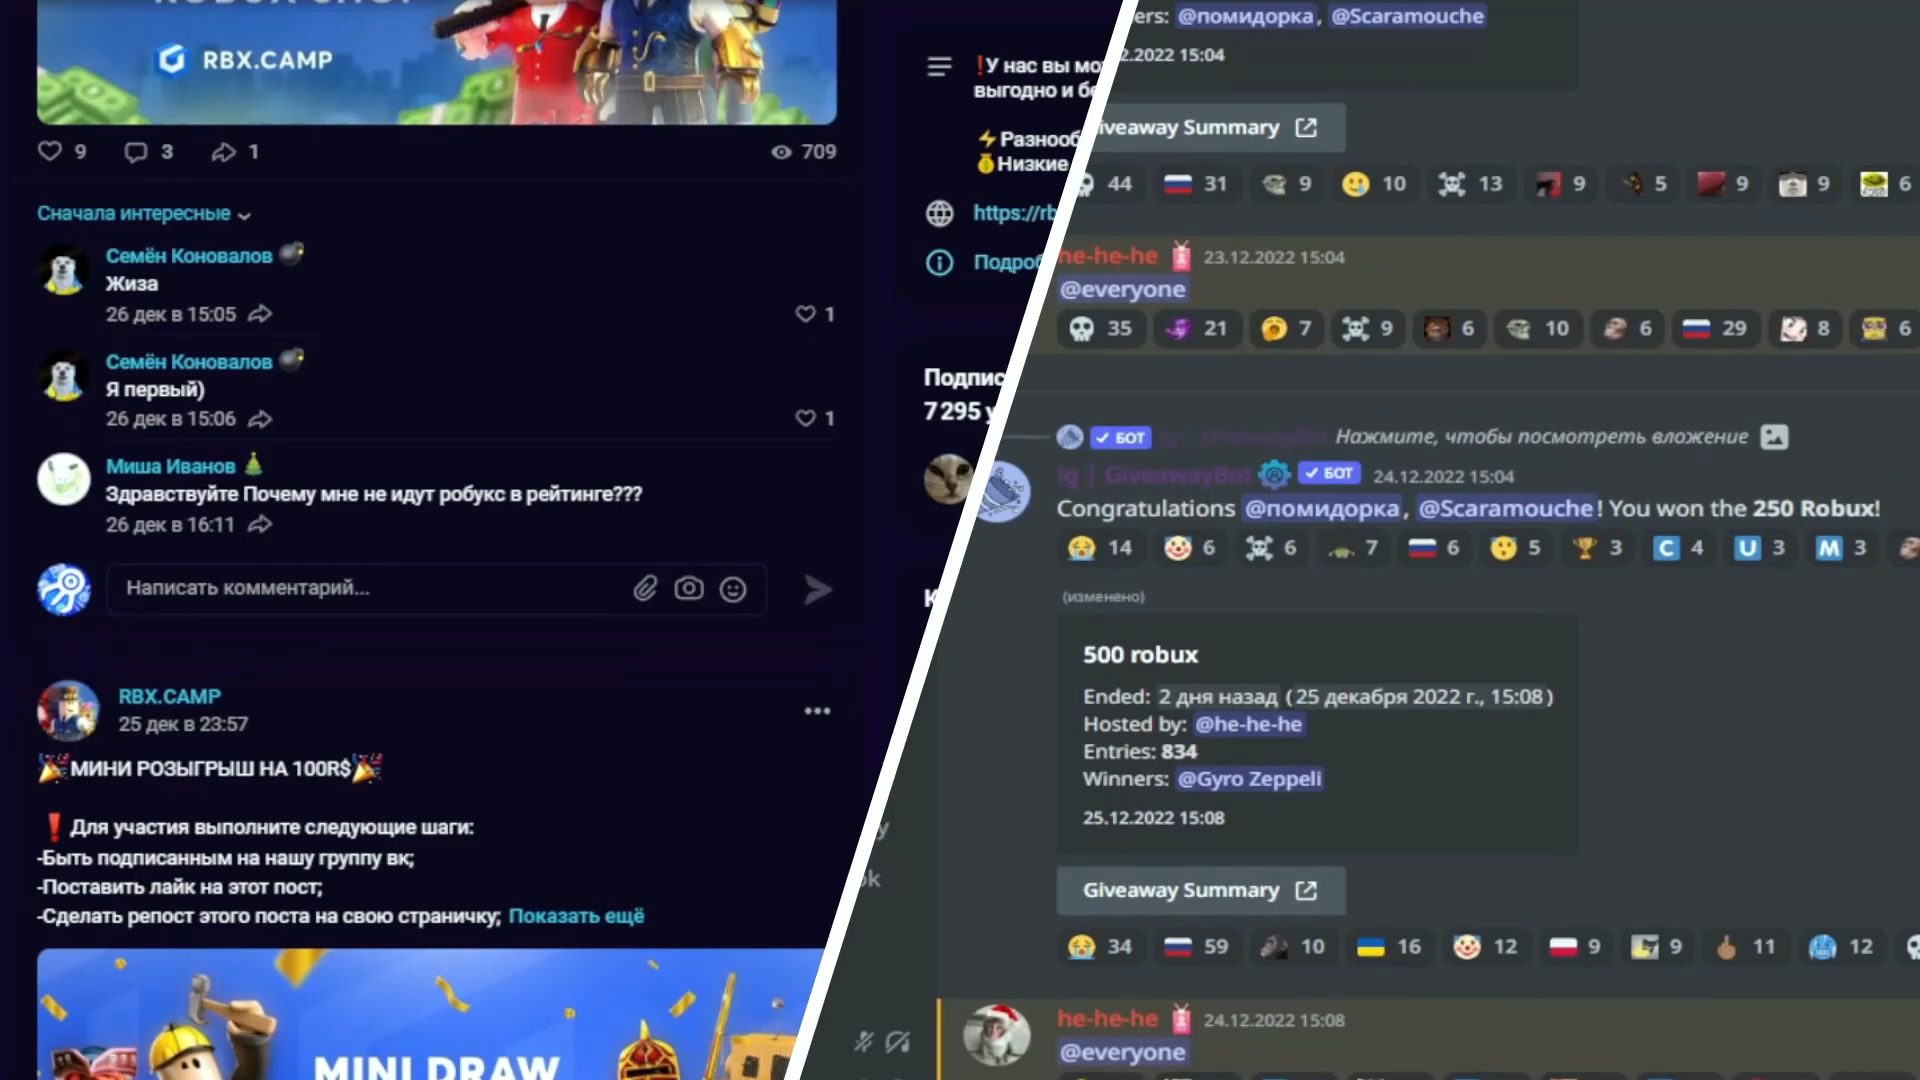 RBX.CAMP
9
3
1
709
Сначала интересные
Семён Коновалов
Жиза
26 дек в 15:05
1
Семён Коновалов
Я первый)
26 дек в 15:06
1
Миша Иванов
Здравствуйте Почему мне не идут робукс в рейтинге???
26 дек в 16:11
Написать комментарий...
RBX.CAMP
25 дек в 23:57
🎉МИНИ РОЗЫГРЫШ НА 100R$🎉
❗Для участия выполните следующие шаги:
-Быть подписанным на нашу группу вк;
-Поставить лайк на этот пост;
-Сделать репост этого поста на свою страничку; Показать ещё
MINI DRAW
❗У нас вы мо
выгодно и бе
⚡Разнооб
💰Низкие
https://rb
Подроб
Подпис
7 295 у
ers: @помидорка, @Scaramouche
2.2022 15:04
iveaway Summary
44 31 9 10 13 9 5 9 9 6
he-he-he 23.12.2022 15:04
@everyone
35 21 7 9 6 10 6 29 8 6
✓ БОТ Нажмите, чтобы посмотреть вложение
lg | GiveawayBot ✓ БОТ 24.12.2022 15:04
Congratulations @помидорка, @Scaramouche! You won the 250 Robux!
14 6 6 7 6 5 3 C 4 U 3 M 3
(изменено)
500 robux
Ended: 2 дня назад (25 декабря 2022 г., 15:08)
Hosted by: @he-he-he
Entries: 834
Winners: @Gyro Zeppeli
25.12.2022 15:08
Giveaway Summary
34 59 10 16 12 9 9 11 12
he-he-he 24.12.2022 15:08
@everyone